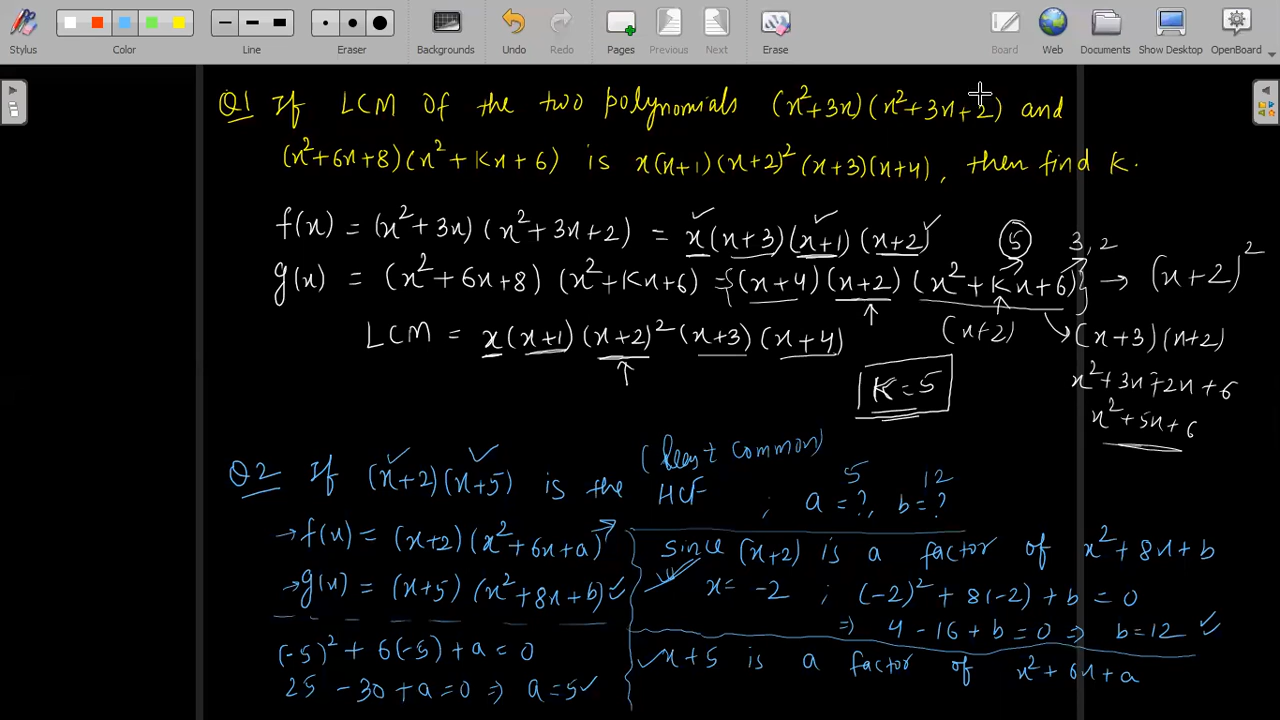 Stylus Color Line Eraser Backgrounds Undo Redo Pages Previous Next Erase Board Web Documents Show Desktop OpenBoard
Q1 If LCM Of the two polynomials (x²+3x)(x²+3x+2) and
(x²+6x+8)(x²+Kx+6) is x(x+1)(x+2)²(x+3)(x+4), then find K.
f(x) = (x²+3x)(x²+3x+2) = x(x+3)(x+1)(x+2)
5 3,2
g(x) = (x²+6x+8)(x²+Kx+6) = {(x+4)(x+2)(x²+Kx+6)} → (x+2)²
LCM = x(x+1)(x+2)²(x+3)(x+4)
(x+2) (x+3)(x+2)
x²+3x+2x+6
x²+5x+6
K=5
Q2 If (x+2)(x+5) is the HCF ; a=?, b=?
(least common)
5 12
→f(x) = (x+2)(x²+6x+a)
→g(x) = (x+5)(x²+8x+b)
(-5)²+6(-5)+a=0
25-30+a=0 ⇒ a=5
since (x+2) is a factor of x²+8x+b
x=-2 ; (-2)²+8(-2)+b=0
⇒ 4-16+b=0 ⇒ b=12
x+5 is a factor of x²+6x+a